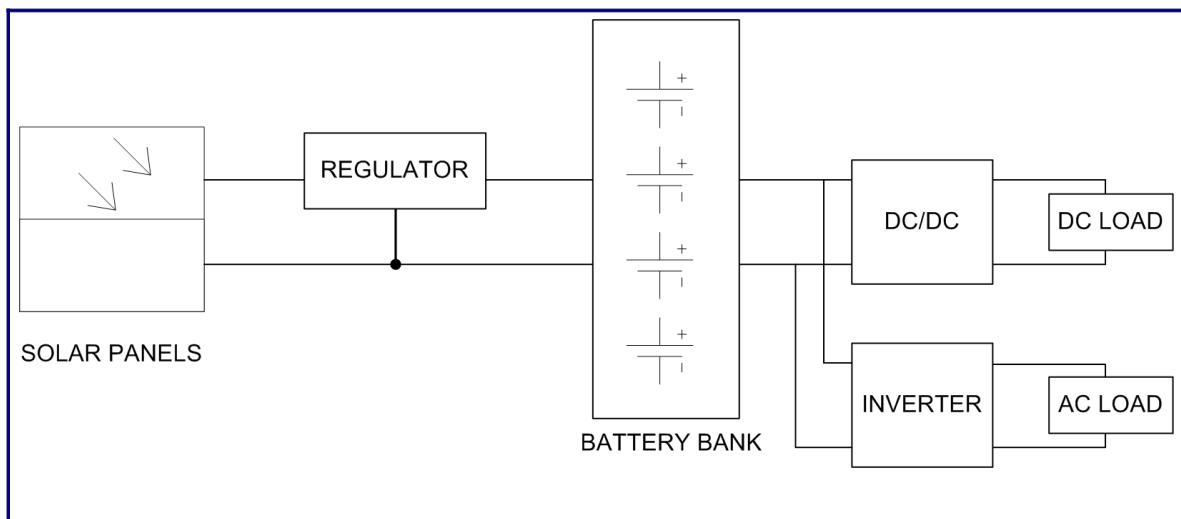 REGULATOR
DC/DC
DC LOAD
SOLAR PANELS
INVERTER
AC LOAD
BATTERY BANK